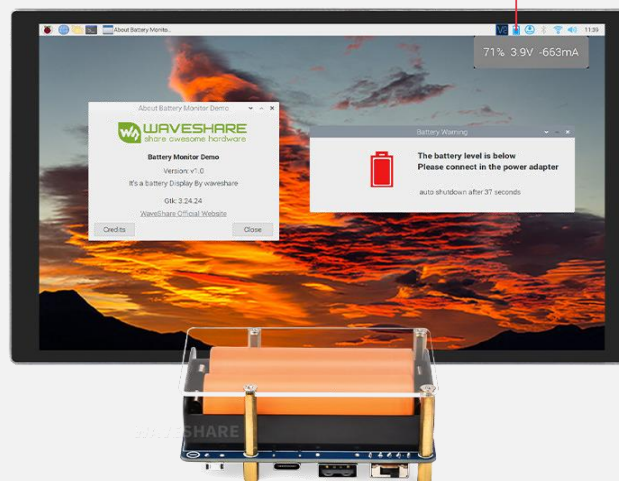 About Battery Monito..
11:39
71% 3.9V -663mA
About Battery Monitor Demo
WAVESHARE
share awesome hardware
Battery Monitor Demo
Version: v1.0
It's a battery Display By waveshare
Gtk: 3.24.24
WaveShare Official Website
Credits
Close
Battery Warning
The battery level is below
Please connect in the power adapter
auto shutdown after 37 seconds
WAVESHARE